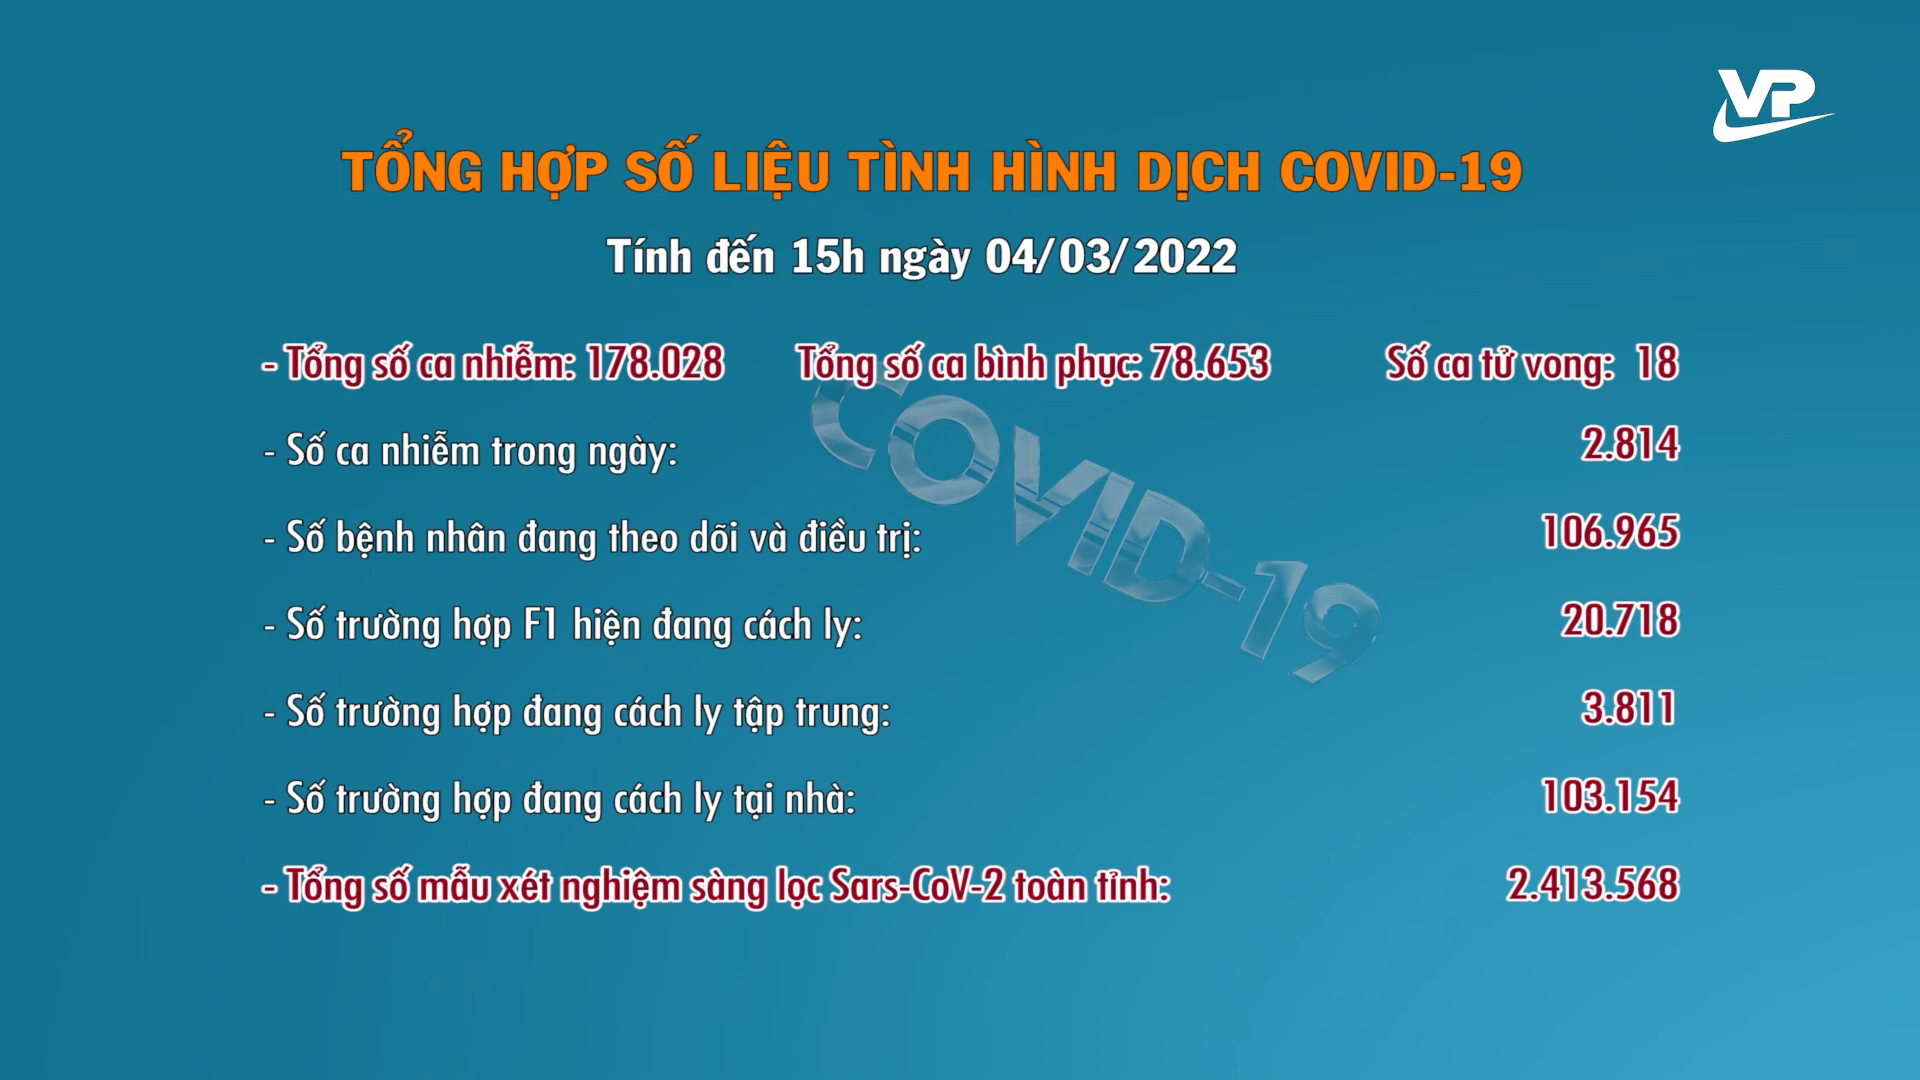 VP
TỔNG HỢP SỐ LIỆU TÌNH HÌNH DỊCH COVID-19
Tính đến 15h ngày 04/03/2022
- Tổng số ca nhiễm: 178.028 Tổng số ca bình phục: 78.653 Số ca tử vong: 18
- Số ca nhiễm trong ngày: 2.814
- Số bệnh nhân đang theo dõi và điều trị: 106.965
- Số trường hợp F1 hiện đang cách ly: 20.718
- Số trường hợp đang cách ly tập trung: 3.811
- Số trường hợp đang cách ly tại nhà: 103.154
- Tổng số mẫu xét nghiệm sàng lọc Sars-CoV-2 toàn tỉnh: 2.413.568
COVID-19